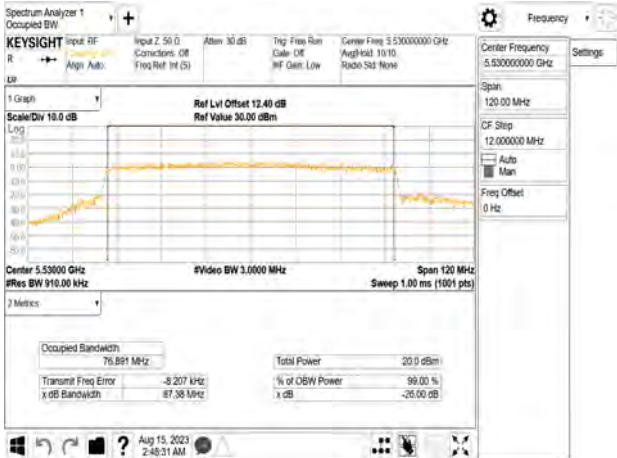 Spectrum Analyzer 1
Occupied BW
+
Frequency
KEYSIGHT
R
Input: RF
Align: Auto
Input Z: 50 Ω
Corrections: Off
Freq Ref: Int (S)
Atten: 30 dB
Trig: Free Run
Gate: Off
#IF Gain: Low
Center Freq: 5.530000000 GHz
Avg|Hold: 10/10
Radio Std: None
Center Frequency
5.530000000 GHz
Settings
Span
120.00 MHz
CF Step
12.000000 MHz
Auto
Man
Freq Offset
0 Hz
1 Graph
Scale/Div 10.0 dB
Log
Ref Lvl Offset 12.40 dB
Ref Value 30.00 dBm
Center 5.53000 GHz
#Res BW 910.00 kHz
#Video BW 3.0000 MHz
Span 120 MHz
Sweep 1.00 ms (1001 pts)
2 Metrics
Occupied Bandwidth
76.891 MHz
Total Power 20.0 dBm
Transmit Freq Error -8.207 kHz
% of OBW Power 99.00 %
x dB Bandwidth 87.38 MHz
x dB -26.00 dB
?
Aug 15, 2023
2:48:31 AM